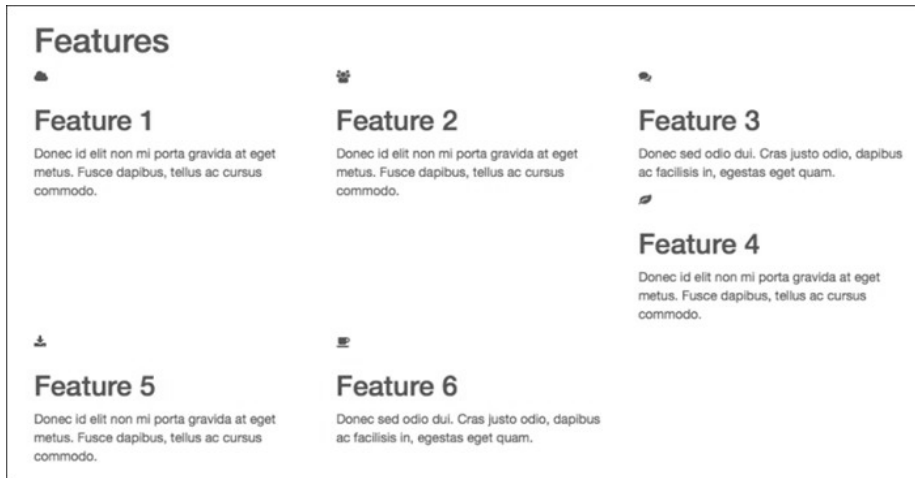 Features
Feature 1
Donec id elit non mi porta gravida at eget
metus. Fusce dapibus, tellus ac cursus
commodo.
Feature 2
Donec id elit non mi porta gravida at eget
metus. Fusce dapibus, tellus ac cursus
commodo.
Feature 3
Donec sed odio dui. Cras justo odio, dapibus
ac facilisis in, egestas eget quam.
Feature 4
Donec id elit non mi porta gravida at eget
metus. Fusce dapibus, tellus ac cursus
commodo.
Feature 5
Donec id elit non mi porta gravida at eget
metus. Fusce dapibus, tellus ac cursus
commodo.
Feature 6
Donec sed odio dui. Cras justo odio, dapibus
ac facilisis in, egestas eget quam.